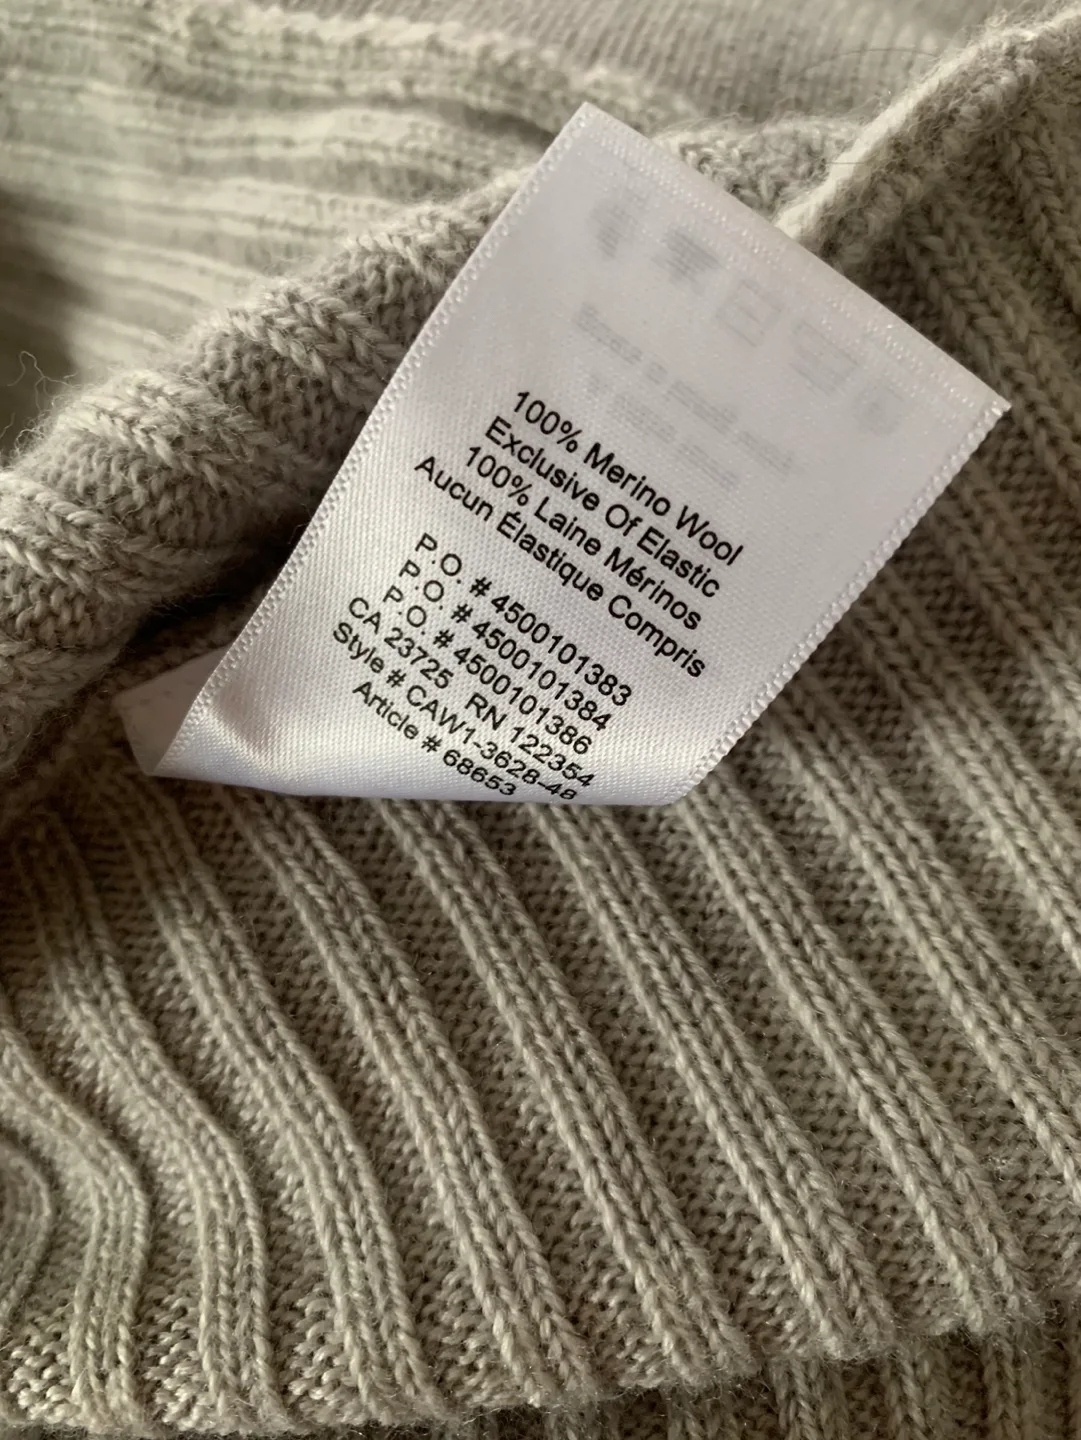 100% Merino Wool
Exclusive Of Elastic
100% Laine Mérinos
Aucun Élastique Compris
P.O. # 4500101383
P.O. # 4500101384
P.O. # 4500101386
CA 23725 RN 122354
Style # CAW1-3628-48
Article # 68653